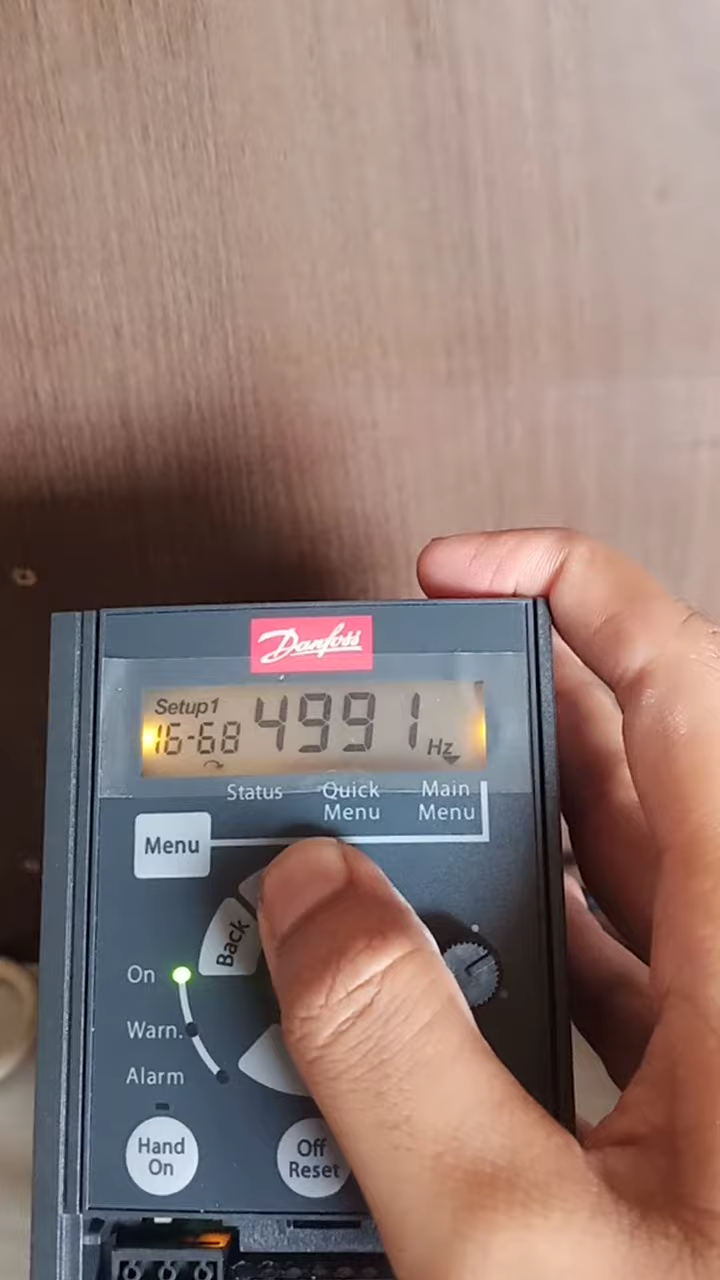 Danfoss
Setup1
16-68 4991 Hz
Status Quick Menu Main Menu
Menu
Back
On
Warn.
Alarm
Hand On
Off Reset